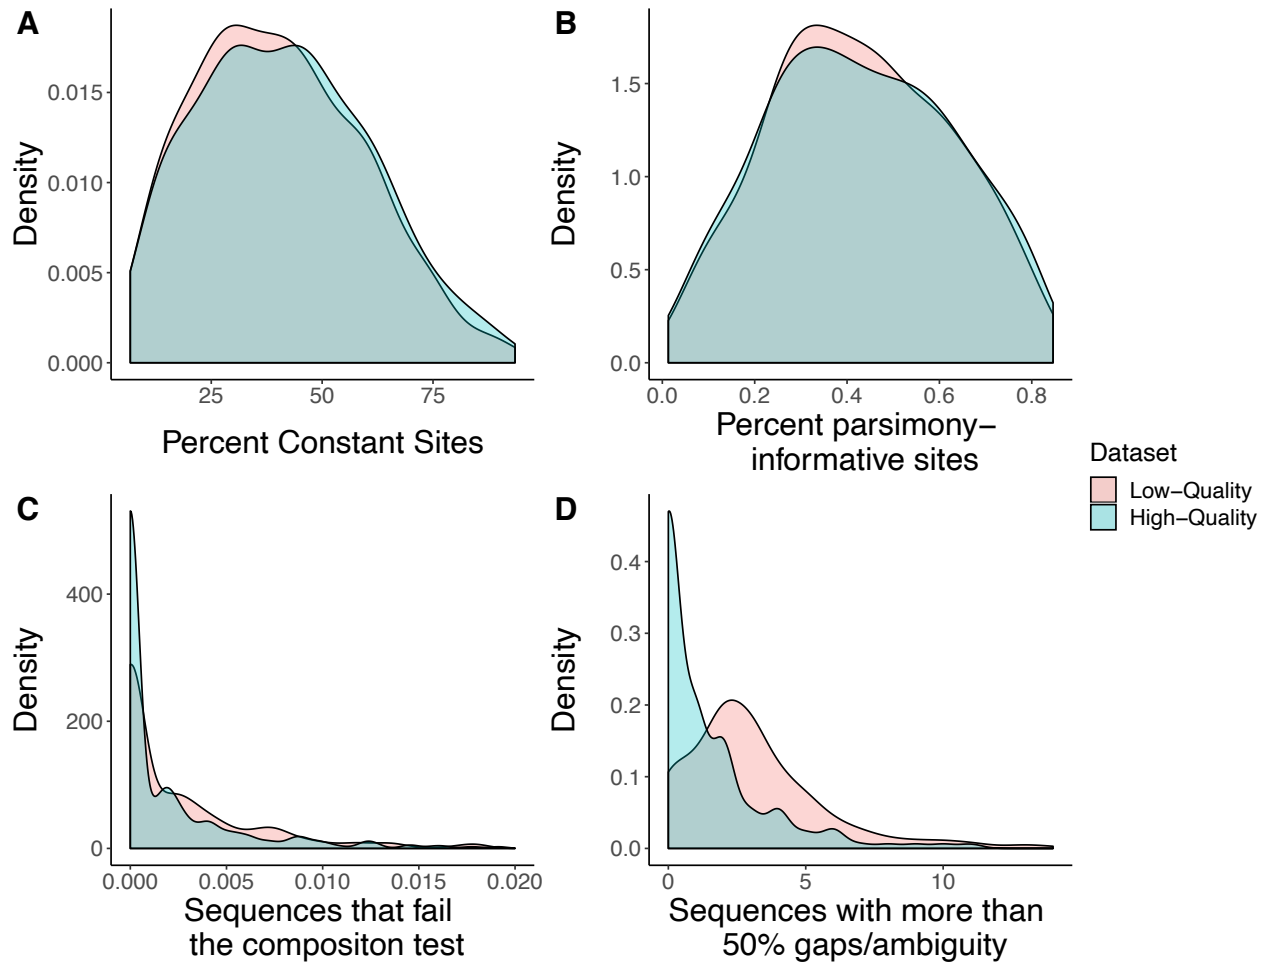 A
Density
0.015
0.010
0.005
0.000
25 50 75
Percent Constant Sites
B
Density
1.5
1.0
0.5
0.0
0.0 0.2 0.4 0.6 0.8
Percent parsimony−
informative sites
Dataset
Low−Quality
High−Quality
C
Density
400
200
0
0.000 0.005 0.010 0.015 0.020
Sequences that fail
the compositon test
D
Density
0.4
0.3
0.2
0.1
0.0
0 5 10
Sequences with more than
50% gaps/ambiguity